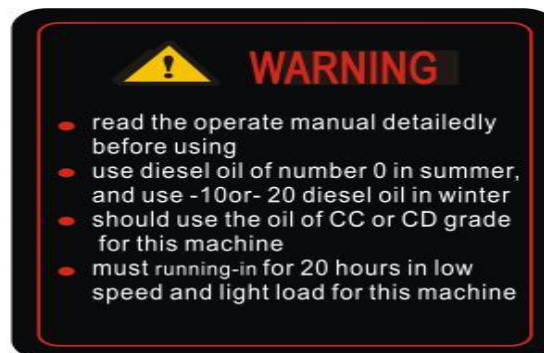 WARNING
read the operate manual detailedly
before using
use diesel oil of number 0 in summer,
and use -10or- 20 diesel oil in winter
should use the oil of CC or CD grade
for this machine
must running-in for 20 hours in low
speed and light load for this machine